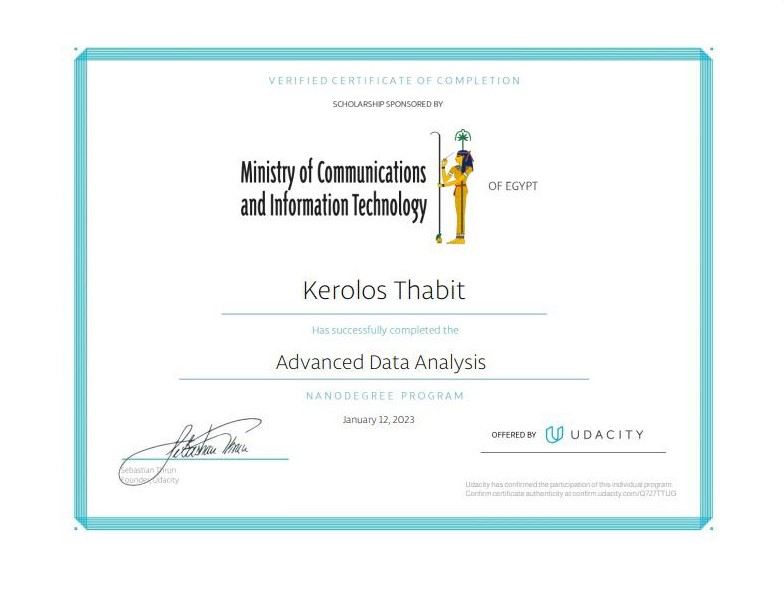 VERIFIED CERTIFICATE OF COMPLETION
SCHOLARSHIP SPONSORED BY
Ministry of Communications
and Information Technology
OF EGYPT
Kerolos Thabit
Has successfully completed the
Advanced Data Analysis
NANODEGREE PROGRAM
January 12, 2023
Sebastian Thrun
Sebastian Thrun
Founder, Udacity
OFFERED BY UDACITY
Udacity has confirmed the participation of this individual program.
Confirm certificate authenticity at confirm.udacity.com/Q727TTUG